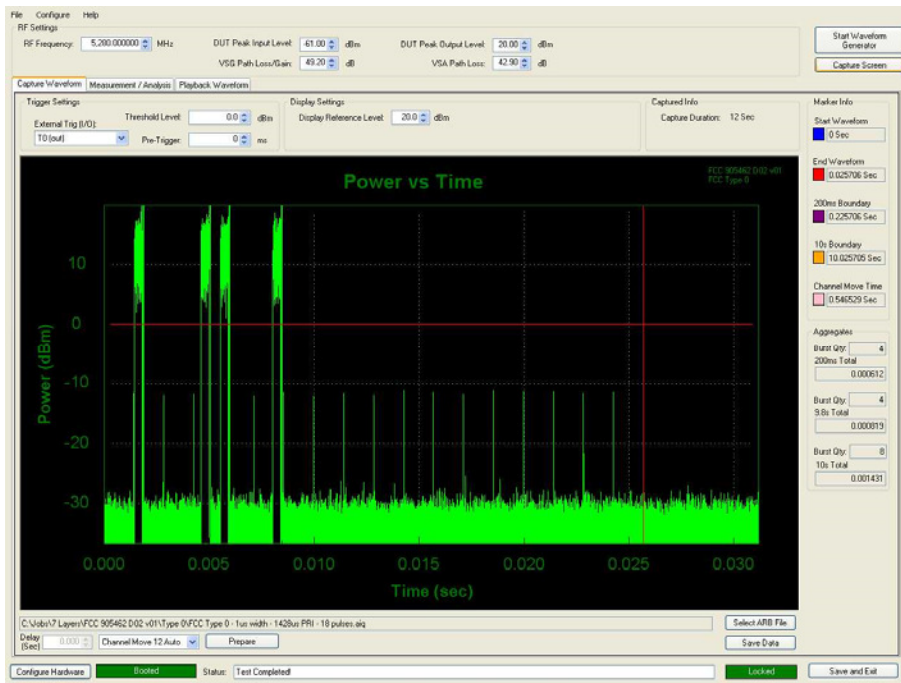 File Configure Help
RF Settings
RF Frequency: 5,200.000000 MHz
DUT Peak Input Level: -61.00 dBm
DUT Peak Output Level: 20.00 dBm
VSG Path Loss/Gain: 49.20 dB
VSA Path Loss: 42.90 dB
Start Waveform
Generator
Capture Screen
Capture Waveform Measurement / Analysis Playback Waveform
Trigger Settings
External Trig (I/O):
T0 (out)
Threshold Level: 0.0 dBm
Pre-Trigger: 0 ms
Display Settings
Display Reference Level: 20.0 dBm
Captured Info
Capture Duration: 12 Sec
Marker Info
Start Waveform
0 Sec
End Waveform
0.025706 Sec
200ms Boundary
0.225706 Sec
10s Boundary
10.025705 Sec
Channel Move Time
0.546529 Sec
Aggregates
Burst Qty: 4
200ms Total
0.000612
Burst Qty: 4
9.8s Total
0.000819
Burst Qty: 8
10s Total
0.001431
Power vs Time
FCC 905462 D02 v01
FCC Type 0
Power (dBm)
10
0
-10
-20
-30
0.000 0.005 0.010 0.015 0.020 0.025 0.030
Time (sec)
C:\Jobs\7 Layers\FCC 905462 D02 v01\Type 0\FCC Type 0 - 1us width - 1428us PRI - 18 pulses.aiq
Select ARB File
Delay
(Sec) 0.000
Channel Move 12 Auto
Prepare
Save Data
Configure Hardware
Booted
Status: Test Completed
Locked
Save and Exit